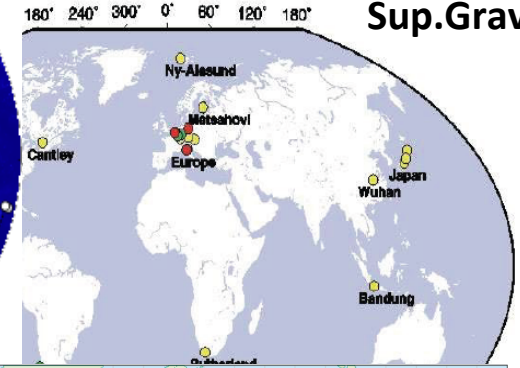 Sup.Grav
180° 240° 300° 0° 60° 120° 180°
Ny-Alesund
Metsahovi
Cantley
Europe
Japan
Wuhan
Bandung